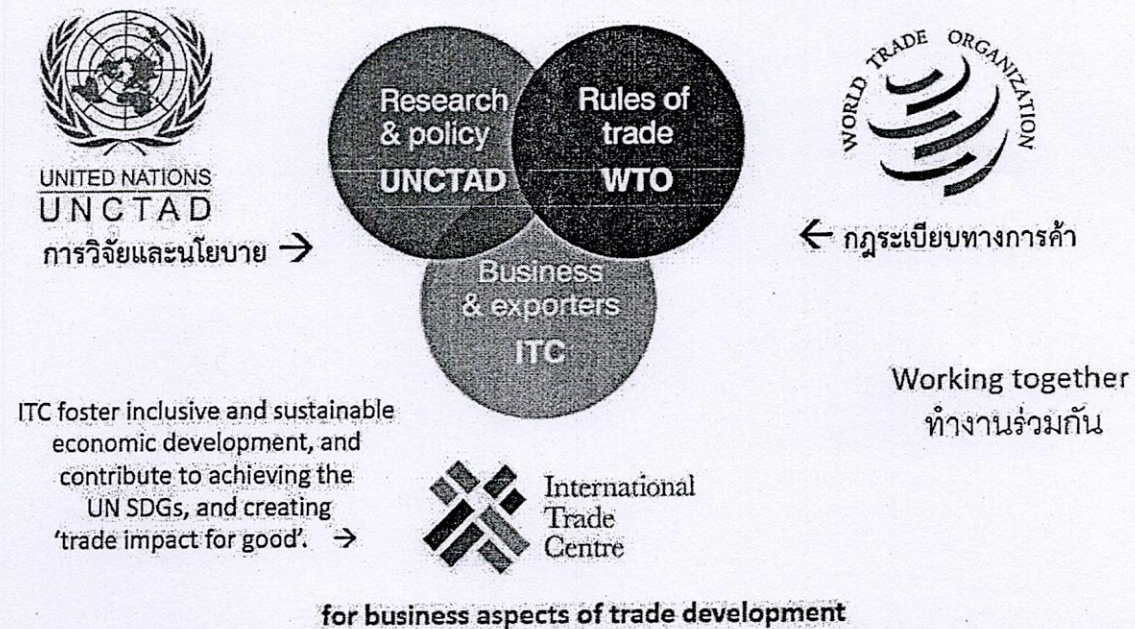 UNITED NATIONS
UNCTAD
การวิจัยและนโยบาย →
Research
& policy
UNCTAD
Rules of
trade
WTO
WORLD TRADE ORGANIZATION
← กฎระเบียบทางการค้า
Business
& exporters
ITC
Working together
ทำงานร่วมกัน
ITC foster inclusive and sustainable
economic development, and
contribute to achieving the
UN SDGs, and creating
‘trade impact for good’. →
International
Trade
Centre
for business aspects of trade development